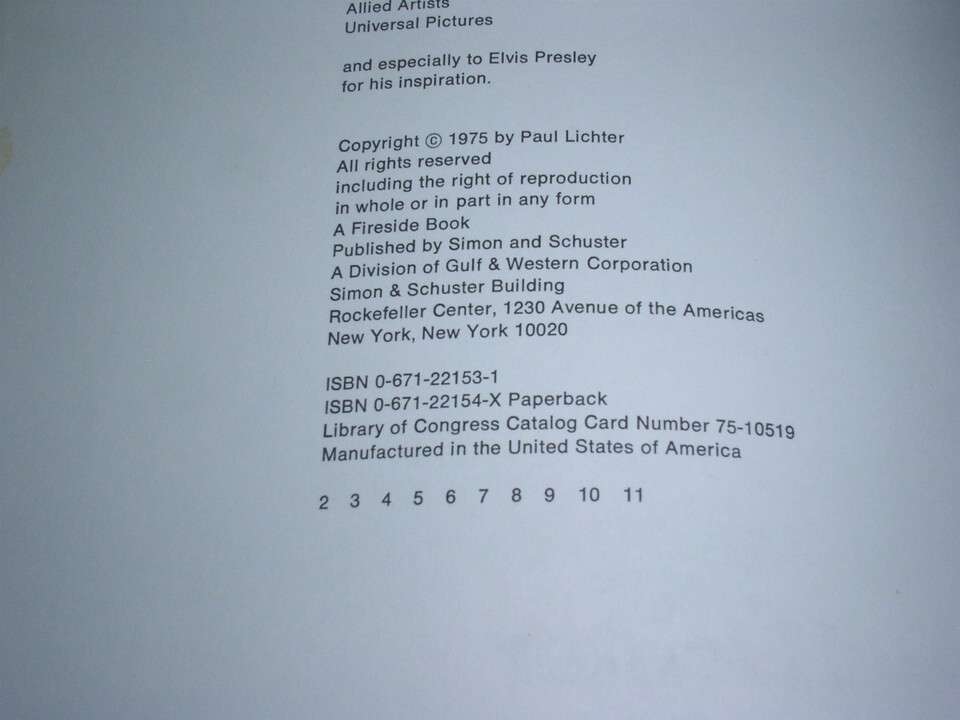 Allied Artists
Universal Pictures
and especially to Elvis Presley
for his inspiration.
Copyright © 1975 by Paul Lichter
All rights reserved
including the right of reproduction
in whole or in part in any form
A Fireside Book
Published by Simon and Schuster
A Division of Gulf & Western Corporation
Simon & Schuster Building
Rockefeller Center, 1230 Avenue of the Americas
New York, New York 10020
ISBN 0-671-22153-1
ISBN 0-671-22154-X Paperback
Library of Congress Catalog Card Number 75-10519
Manufactured in the United States of America
2 3 4 5 6 7 8 9 10 11